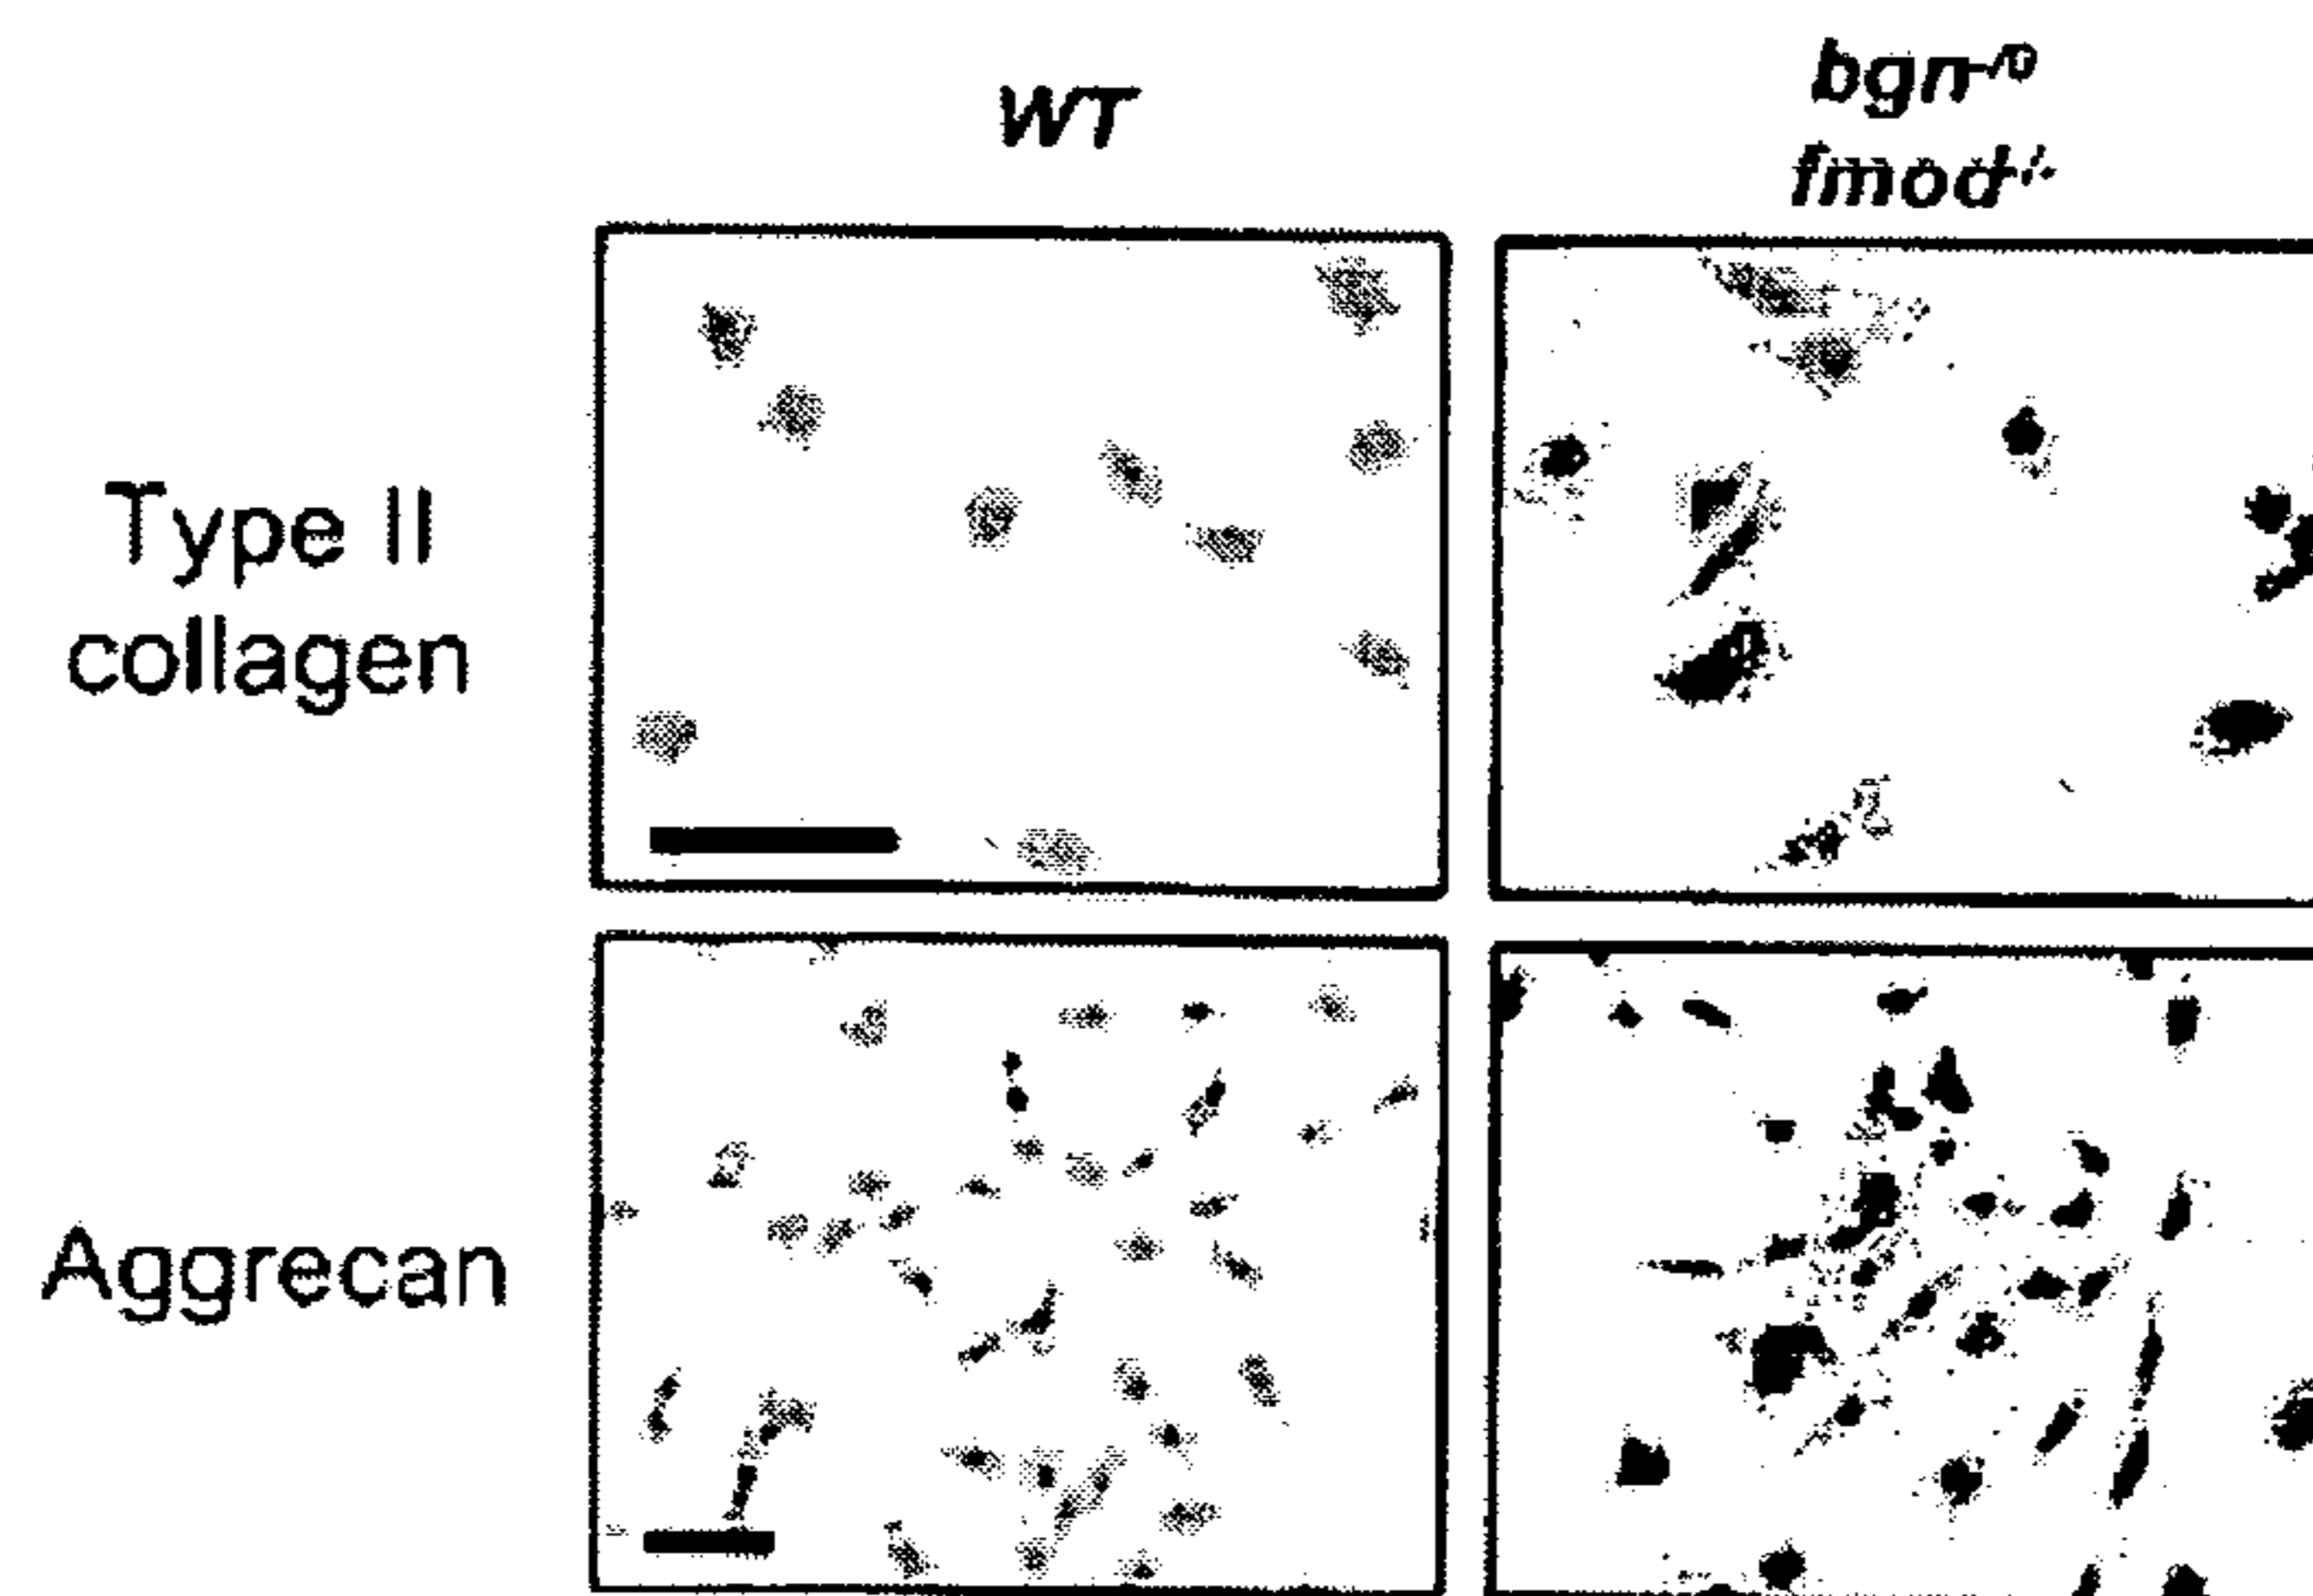 WT
bgn-/0
fmod-/-
Type II
collagen
Aggrecan